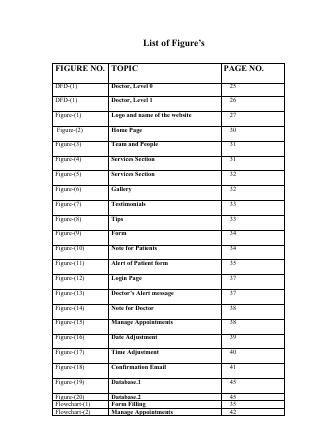 List of Figure's
FIGURE NO. TOPIC PAGE NO.
DFD-(1) Doctor, Level 0 25
DFD-(1) Doctor, Level 1 26
Figure-(1) Logo and name of the website 27
Figure-(2) Home Page 30
Figure-(3) Team and People 31
Figure-(4) Services Section 31
Figure-(5) Services Section 32
Figure-(6) Gallery 32
Figure-(7) Testimonials 33
Figure-(8) Tips 33
Figure-(9) Form 34
Figure-(10) Note for Patients 34
Figure-(11) Alert of Patient form 35
Figure-(12) Login Page 37
Figure-(13) Doctor's Alert message 37
Figure-(14) Note for Doctor 38
Figure-(15) Manage Appointments 38
Figure-(16) Date Adjustment 39
Figure-(17) Time Adjustment 40
Figure-(18) Confirmation Email 41
Figure-(19) Database.1 45
Figure-(20) Database.2 45
Flowchart-(1) Form Filling 35
Flowchart-(2) Manage Appointments 42